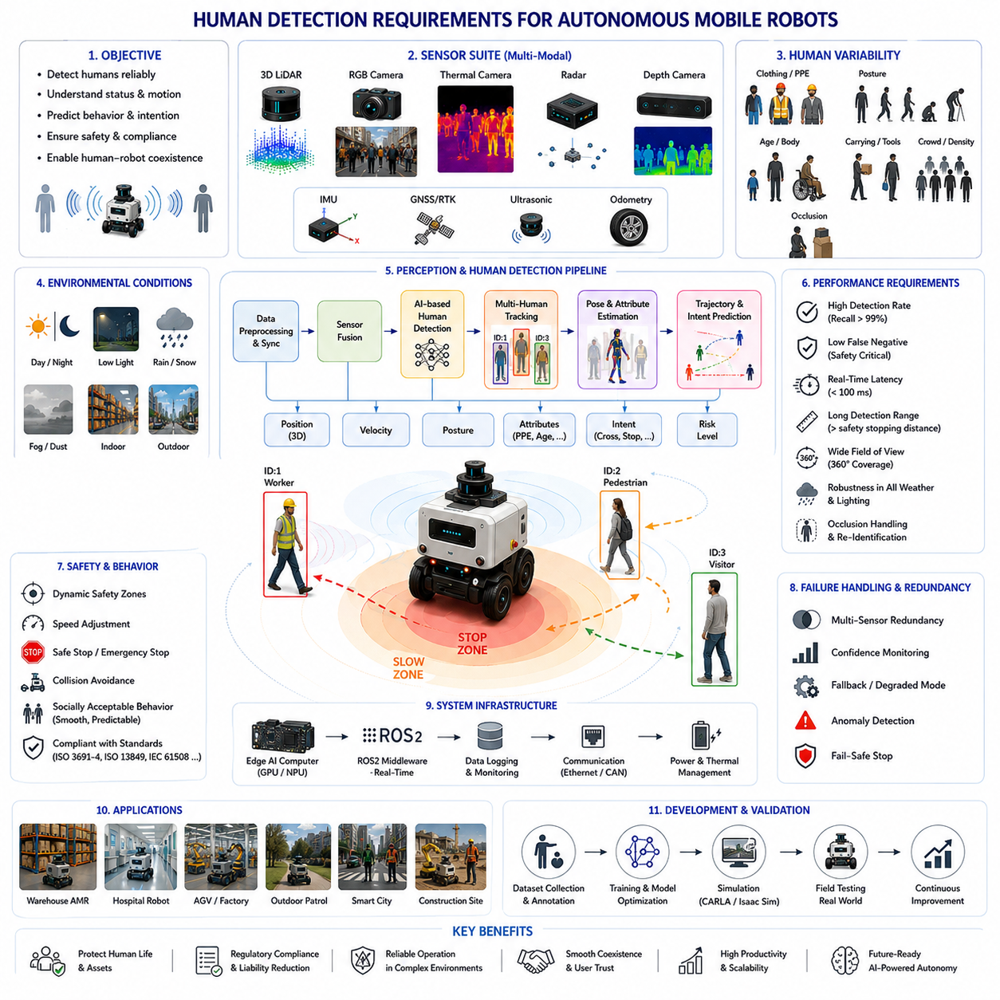 HUMAN DETECTION REQUIREMENTS FOR AUTONOMOUS MOBILE ROBOTS
1. OBJECTIVE
• Detect humans reliably
• Understand status & motion
• Predict behavior & intention
• Ensure safety & compliance
• Enable human–robot coexistence
2. SENSOR SUITE (Multi-Modal)
3D LiDAR
RGB Camera
Thermal Camera
Radar
Depth Camera
IMU
Z
Y
X
GNSS/RTK
Ultrasonic
Odometry
3. HUMAN VARIABILITY
Clothing / PPE
Posture
Age / Body
Carrying / Tools
Crowd / Density
Occlusion
4. ENVIRONMENTAL CONDITIONS
Day / Night
Low Light
Rain / Snow
Fog / Dust
Indoor
Outdoor
5. PERCEPTION & HUMAN DETECTION PIPELINE
Data
Preprocessing
& Sync
Sensor
Fusion
AI-based
Human
Detection
Multi-Human
Tracking
ID:1
ID:3
Pose & Attribute
Estimation
Trajectory &
Intent Prediction
Position
(3D)
Velocity
Posture
Attributes
(PPE, Age, ...)
Intent
(Cross, Stop, ...)
Risk
Level
6. PERFORMANCE REQUIREMENTS
High Detection Rate
(Recall > 99%)
Low False Negative
(Safety Critical)
Real-Time Latency
(< 100 ms)
Long Detection Range
(> safety stopping distance)
360°
Wide Field of View
(360° Coverage)
Robustness in All Weather
& Lighting
Occlusion Handling
& Re-Identification
ID:1
Worker
ID:2
Pedestrian
ID:3
Visitor
STOP
ZONE
SLOW
ZONE
7. SAFETY & BEHAVIOR
Dynamic Safety Zones
Speed Adjustment
STOP
Safe Stop / Emergency Stop
Collision Avoidance
Socially Acceptable Behavior
(Smooth, Predictable)
Compliant with Standards
(ISO 3691-4, ISO 13849, IEC 61508 ...)
8. FAILURE HANDLING & REDUNDANCY
Multi-Sensor Redundancy
Confidence Monitoring
Fallback / Degraded Mode
Anomaly Detection
Fail-Safe Stop
9. SYSTEM INFRASTRUCTURE
Edge AI Computer
(GPU / NPU)
ROS2
ROS2 Middleware
- Real-Time
Data Logging
& Monitoring
Communication
(Ethernet / CAN)
Power & Thermal
Management
10. APPLICATIONS
Warehouse AMR
Hospital Robot
AGV / Factory
Outdoor Patrol
Smart City
Construction Site
11. DEVELOPMENT & VALIDATION
Dataset Collection
& Annotation
Training & Model
Optimization
Simulation
(CARLA / Isaac Sim)
Field Testing
Real World
Continuous
Improvement
KEY BENEFITS
Protect Human Life
& Assets
Regulatory Compliance
& Liability Reduction
Reliable Operation
in Complex Environments
Smooth Coexistence
& User Trust
High Productivity
& Scalability
Future-Ready
AI-Powered Autonomy